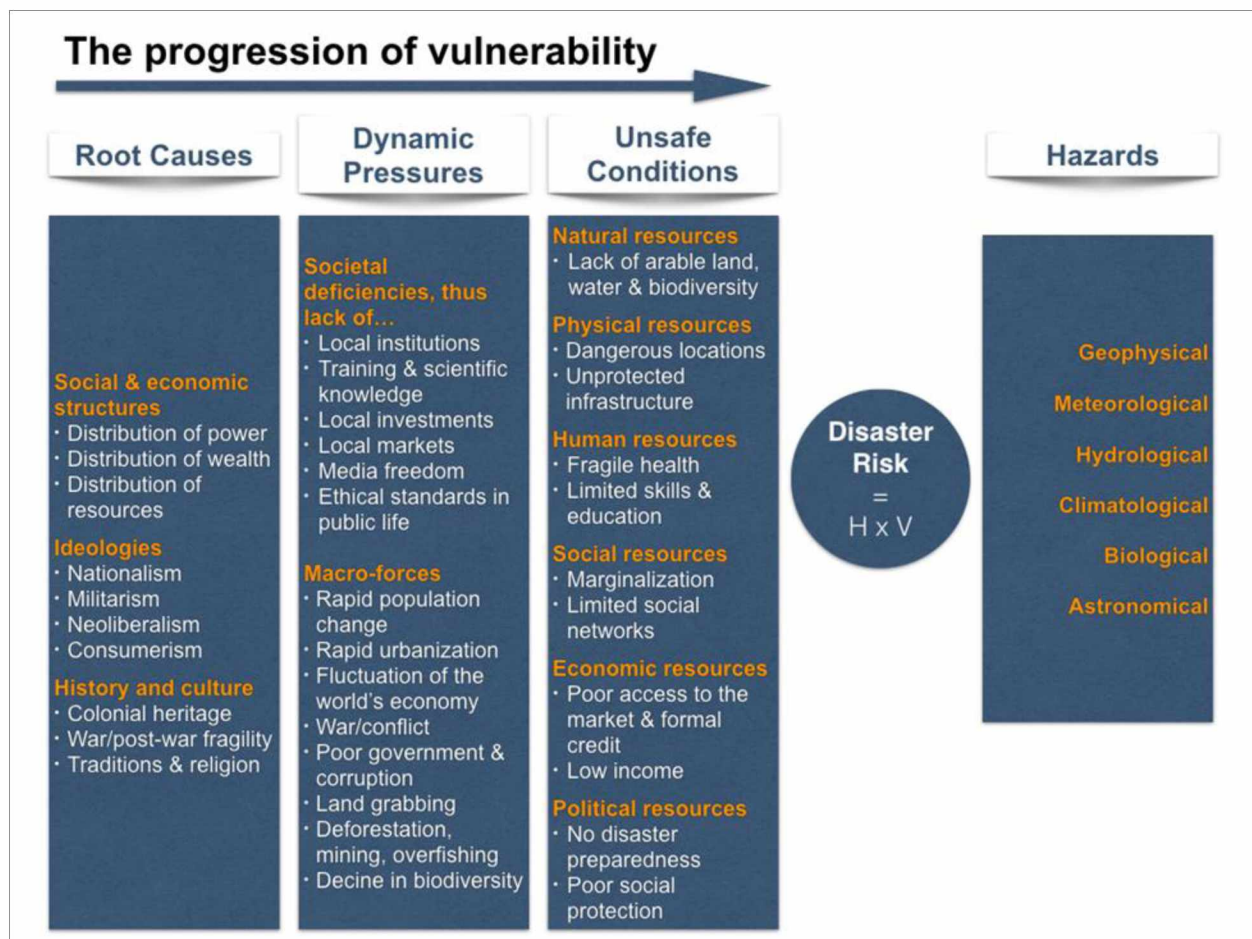 The progression of vulnerability
Root Causes
Social & economic
structures
· Distribution of power
· Distribution of wealth
· Distribution of
resources
Ideologies
· Nationalism
· Militarism
· Neoliberalism
· Consumerism
History and culture
· Colonial heritage
· War/post-war fragility
· Traditions & religion
Dynamic
Pressures
Societal
deficiencies, thus
lack of…
· Local institutions
· Training & scientific
knowledge
· Local investments
· Local markets
· Media freedom
· Ethical standards in
public life
Macro-forces
· Rapid population
change
· Rapid urbanization
· Fluctuation of the
world's economy
· War/conflict
· Poor government &
corruption
· Land grabbing
· Deforestation,
mining, overfishing
· Decine in biodiversity
Unsafe
Conditions
Natural resources
· Lack of arable land,
water & biodiversity
Physical resources
· Dangerous locations
· Unprotected
infrastructure
Human resources
· Fragile health
· Limited skills &
education
Social resources
· Marginalization
· Limited social
networks
Economic resources
· Poor access to the
market & formal
credit
· Low income
Political resources
· No disaster
preparedness
· Poor social
protection
Disaster
Risk
=
H x V
Hazards
Geophysical
Meteorological
Hydrological
Climatological
Biological
Astronomical